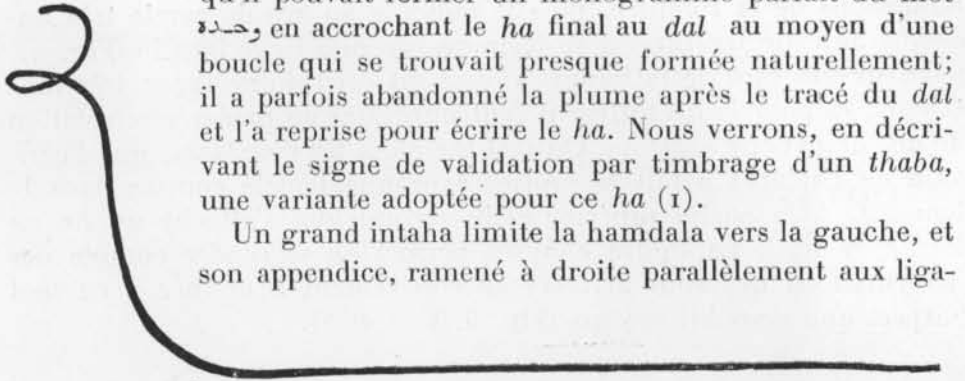 qu'il pouvait former un monogramme parfait du mot
وحده en accrochant le ha final au dal au moyen d'une
boucle qui se trouvait presque formée naturellement;
il a parfois abandonné la plume après le tracé du dal
et l'a reprise pour écrire le ha. Nous verrons, en décri-
vant le signe de validation par timbrage d'un thaba,
une variante adoptée pour ce ha (1).
Un grand intaha limite la hamdala vers la gauche, et
son appendice, ramené à droite parallèlement aux liga-